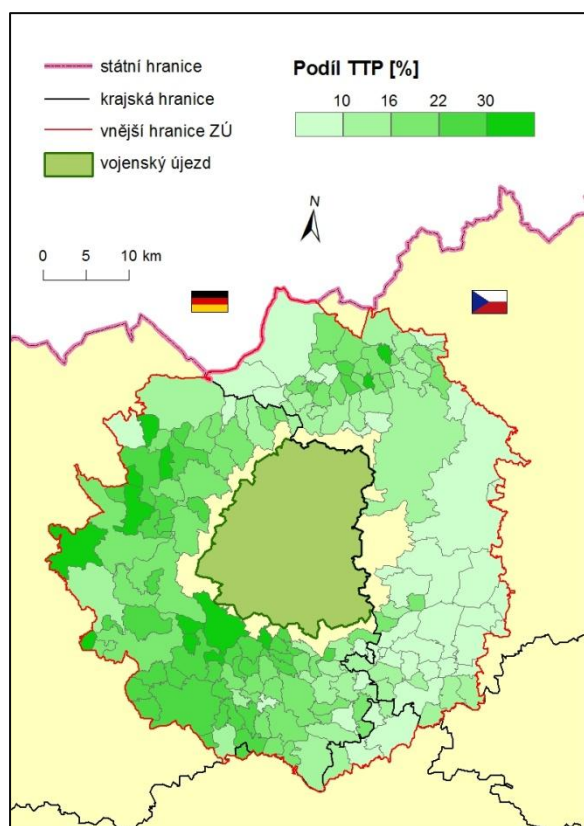 státní hranice
krajská hranice
vnější hranice ZÚ
vojenský újezd
Podíl TTP [%]
10 16 22 30
N
0 5 10 km